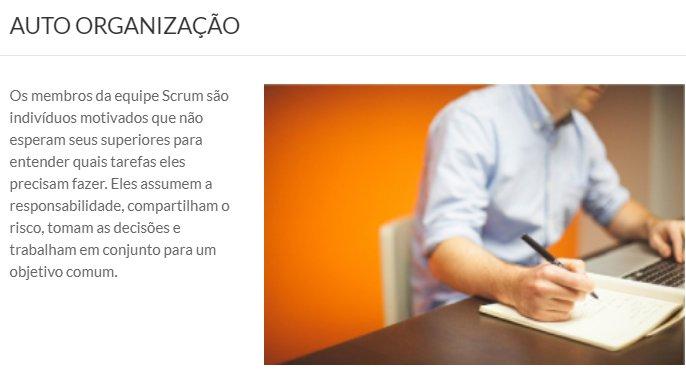 AUTO ORGANIZAÇÃO
Os membros da equipe Scrum são
indivíduos motivados que não
esperam seus superiores para
entender quais tarefas eles
precisam fazer. Eles assumem a
responsabilidade, compartilham o
risco, tomam as decisões e
trabalham em conjunto para um
objetivo comum.